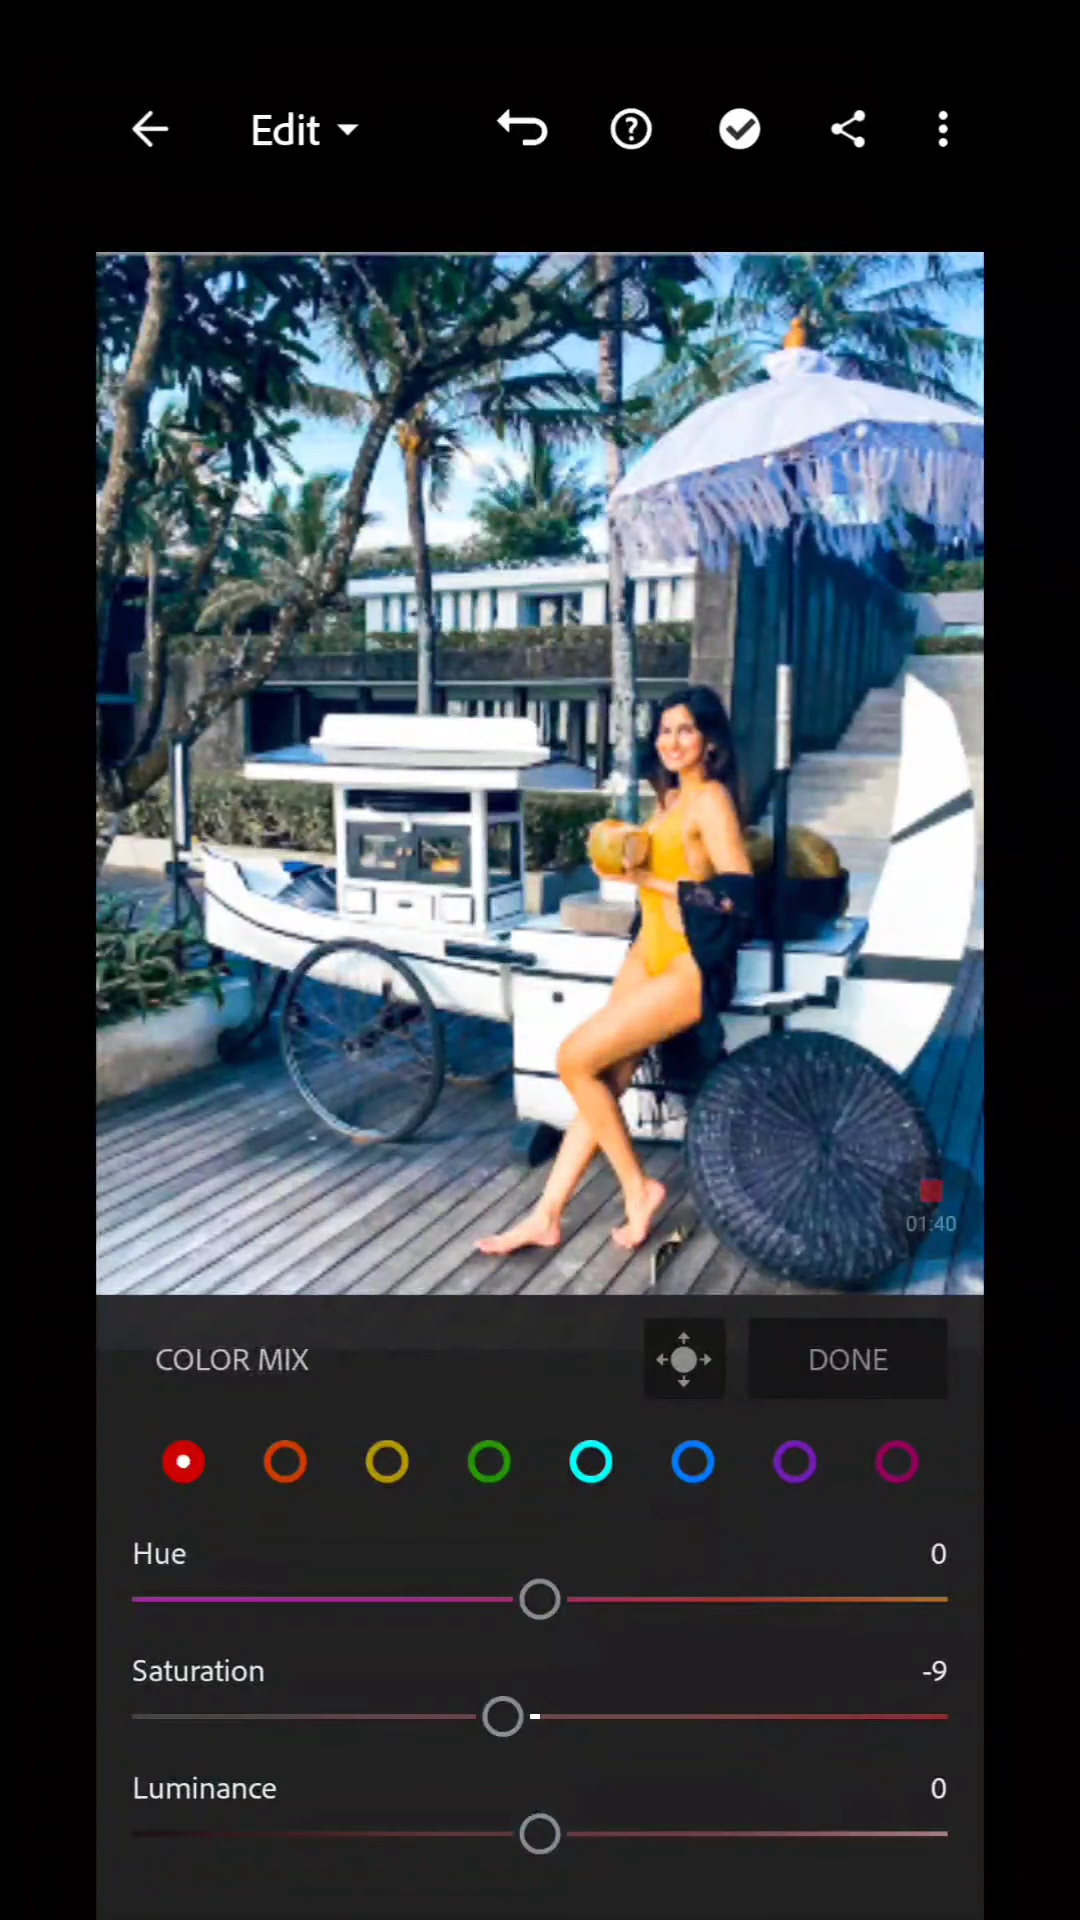 Edit
01:40
COLOR MIX
DONE
Hue
0
Saturation
-9
Luminance
0